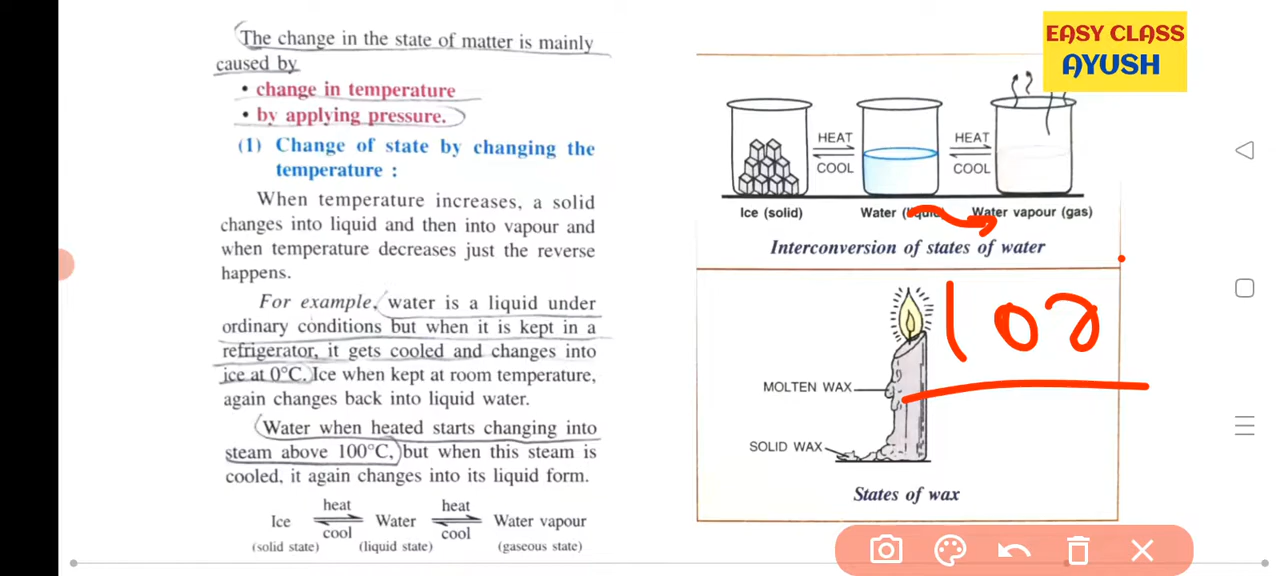 The change in the state of matter is mainly
caused by
• change in temperature
• by applying pressure.
(1) Change of state by changing the
temperature :
When temperature increases, a solid
changes into liquid and then into vapour and
when temperature decreases just the reverse
happens.
For example, water is a liquid under
ordinary conditions but when it is kept in a
refrigerator, it gets cooled and changes into
ice at 0°C. Ice when kept at room temperature,
again changes back into liquid water.
Water when heated starts changing into
steam above 100°C, but when this steam is
cooled, it again changes into its liquid form.
heat heat
Ice Water Water vapour
cool cool
(solid state) (liquid state) (gaseous state)
EASY CLASS
AYUSH
HEAT HEAT
COOL COOL
Ice (solid) Water (liquid) Water vapour (gas)
Interconversion of states of water
MOLTEN WAX
SOLID WAX
States of wax